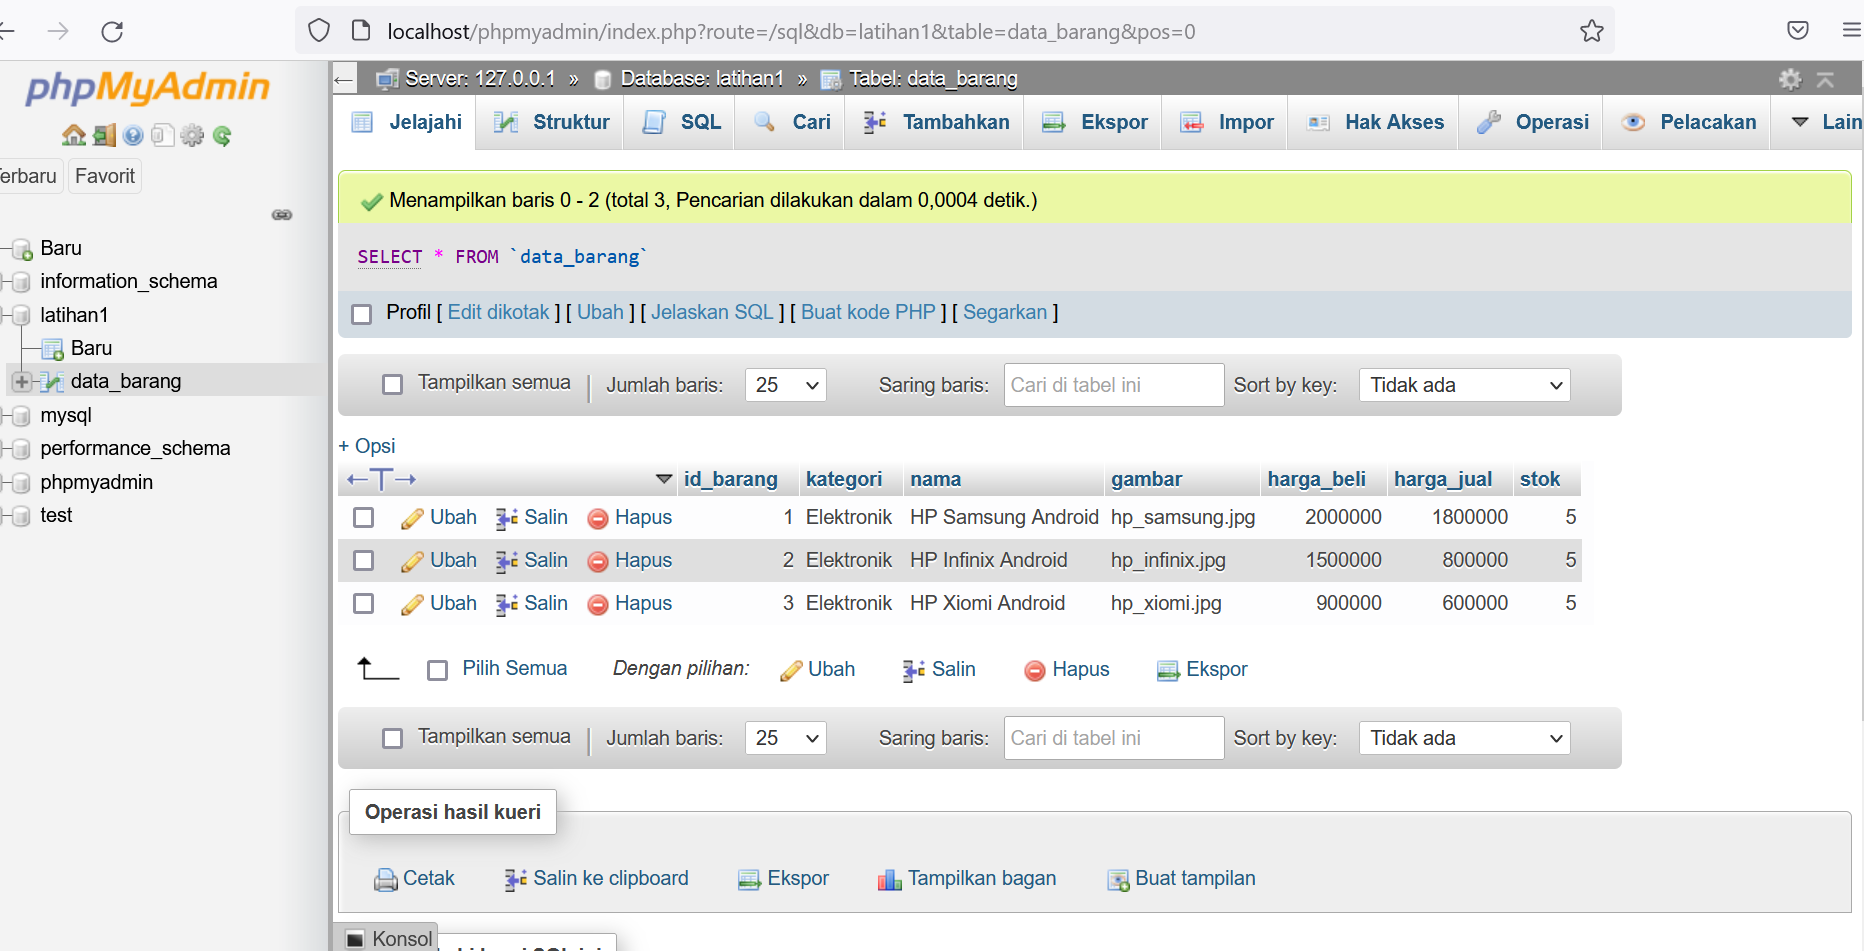 localhost/phpmyadmin/index.php?route=/sql&db=latihan1&table=data_barang&pos=0
phpMyAdmin
Favorit
Baru
information_schema
latihan1
Baru
data_barang
mysql
performance_schema
phpmyadmin
test
Server: 127.0.0.1 » Database: latihan1 » Tabel: data_barang
Jelajahi Struktur SQL Cari Tambahkan Ekspor Impor Hak Akses Operasi Pelacakan Lain
Menampilkan baris 0 - 2 (total 3, Pencarian dilakukan dalam 0,0004 detik.)
SELECT * FROM `data_barang`
Profil [ Edit dikotak ] [ Ubah ] [ Jelaskan SQL ] [ Buat kode PHP ] [ Segarkan ]
Tampilkan semua | Jumlah baris: 25 Saring baris: Cari di tabel ini Sort by key: Tidak ada
+ Opsi
←T→ id_barang kategori nama gambar harga_beli harga_jual stok
Ubah Salin Hapus 1 Elektronik HP Samsung Android hp_samsung.jpg 2000000 1800000 5
Ubah Salin Hapus 2 Elektronik HP Infinix Android hp_infinix.jpg 1500000 800000 5
Ubah Salin Hapus 3 Elektronik HP Xiomi Android hp_xiomi.jpg 900000 600000 5
Pilih Semua Dengan pilihan: Ubah Salin Hapus Ekspor
Tampilkan semua | Jumlah baris: 25 Saring baris: Cari di tabel ini Sort by key: Tidak ada
Operasi hasil kueri
Cetak Salin ke clipboard Ekspor Tampilkan bagan Buat tampilan
Konsol